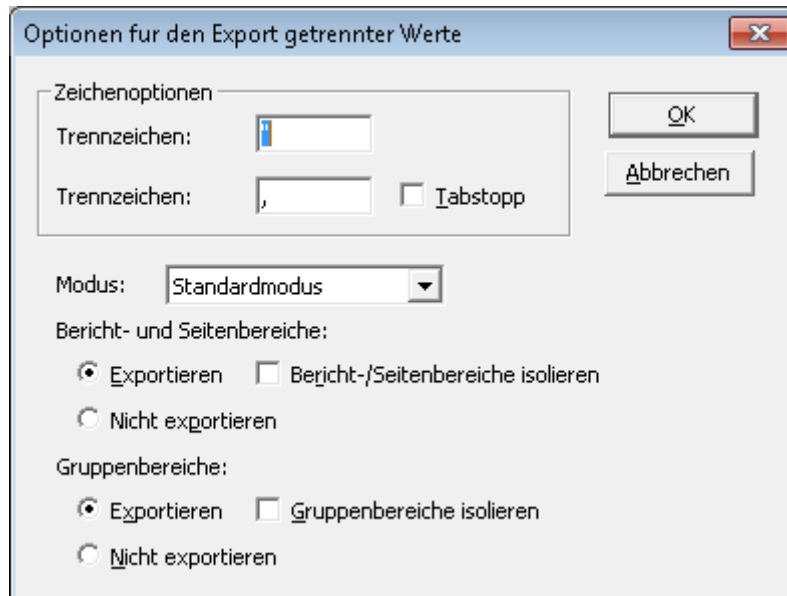 Optionen fur den Export getrennter Werte
Zeichenoptionen
Trennzeichen: "
OK
Trennzeichen: , Tabstopp
Abbrechen
Modus: Standardmodus
Bericht- und Seitenbereiche:
Exportieren Bericht-/Seitenbereiche isolieren
Nicht exportieren
Gruppenbereiche:
Exportieren Gruppenbereiche isolieren
Nicht exportieren